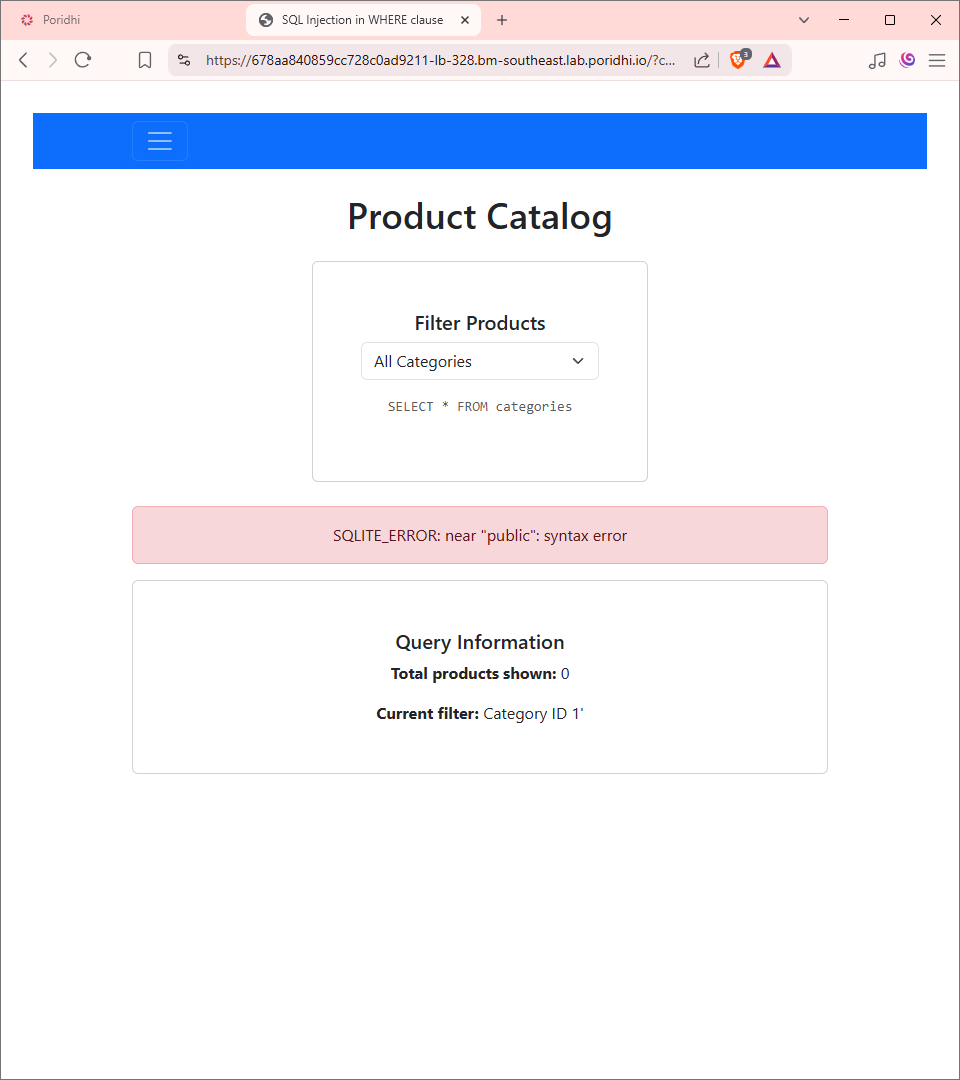 Poridhi
SQL Injection in WHERE clause
https://678aa840859cc728c0ad9211-lb-328.bm-southeast.lab.poridhi.io/?c...
3
Product Catalog
Filter Products
All Categories
SELECT * FROM categories
SQLITE_ERROR: near "public": syntax error
Query Information
Total products shown: 0
Current filter: Category ID 1'